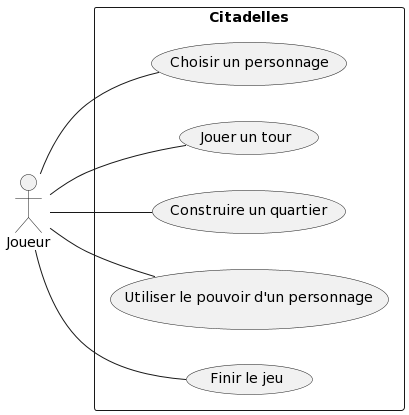 Citadelles
Choisir un personnage
Jouer un tour
Construire un quartier
Joueur
Utiliser le pouvoir d'un personnage
Finir le jeu